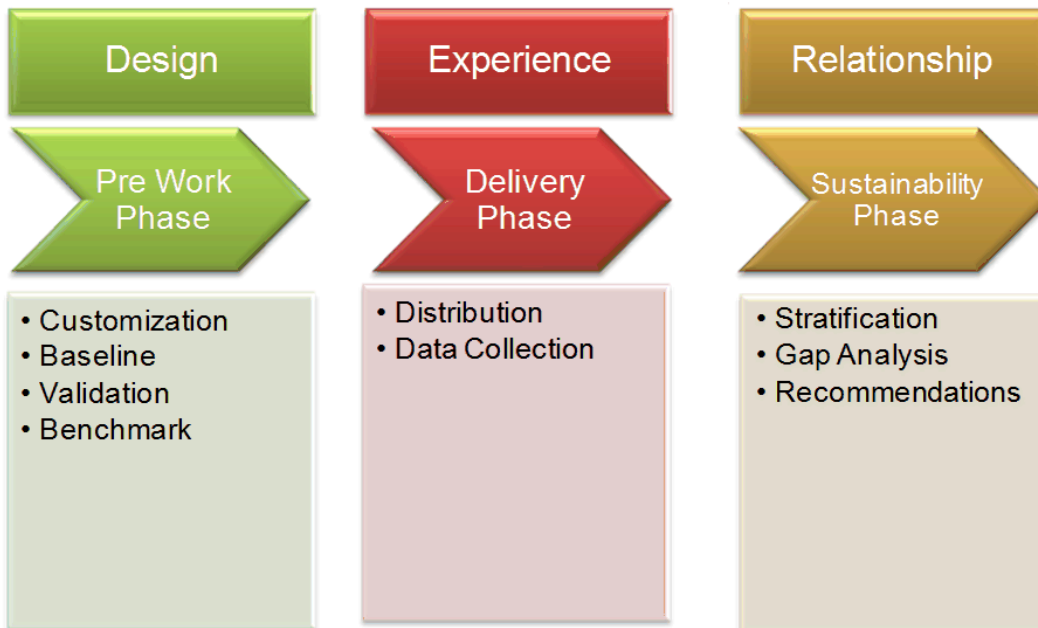 Design
Pre Work
Phase
• Customization
• Baseline
• Validation
• Benchmark
Experience
Delivery
Phase
• Distribution
• Data Collection
Relationship
Sustainability
Phase
• Stratification
• Gap Analysis
• Recommendations